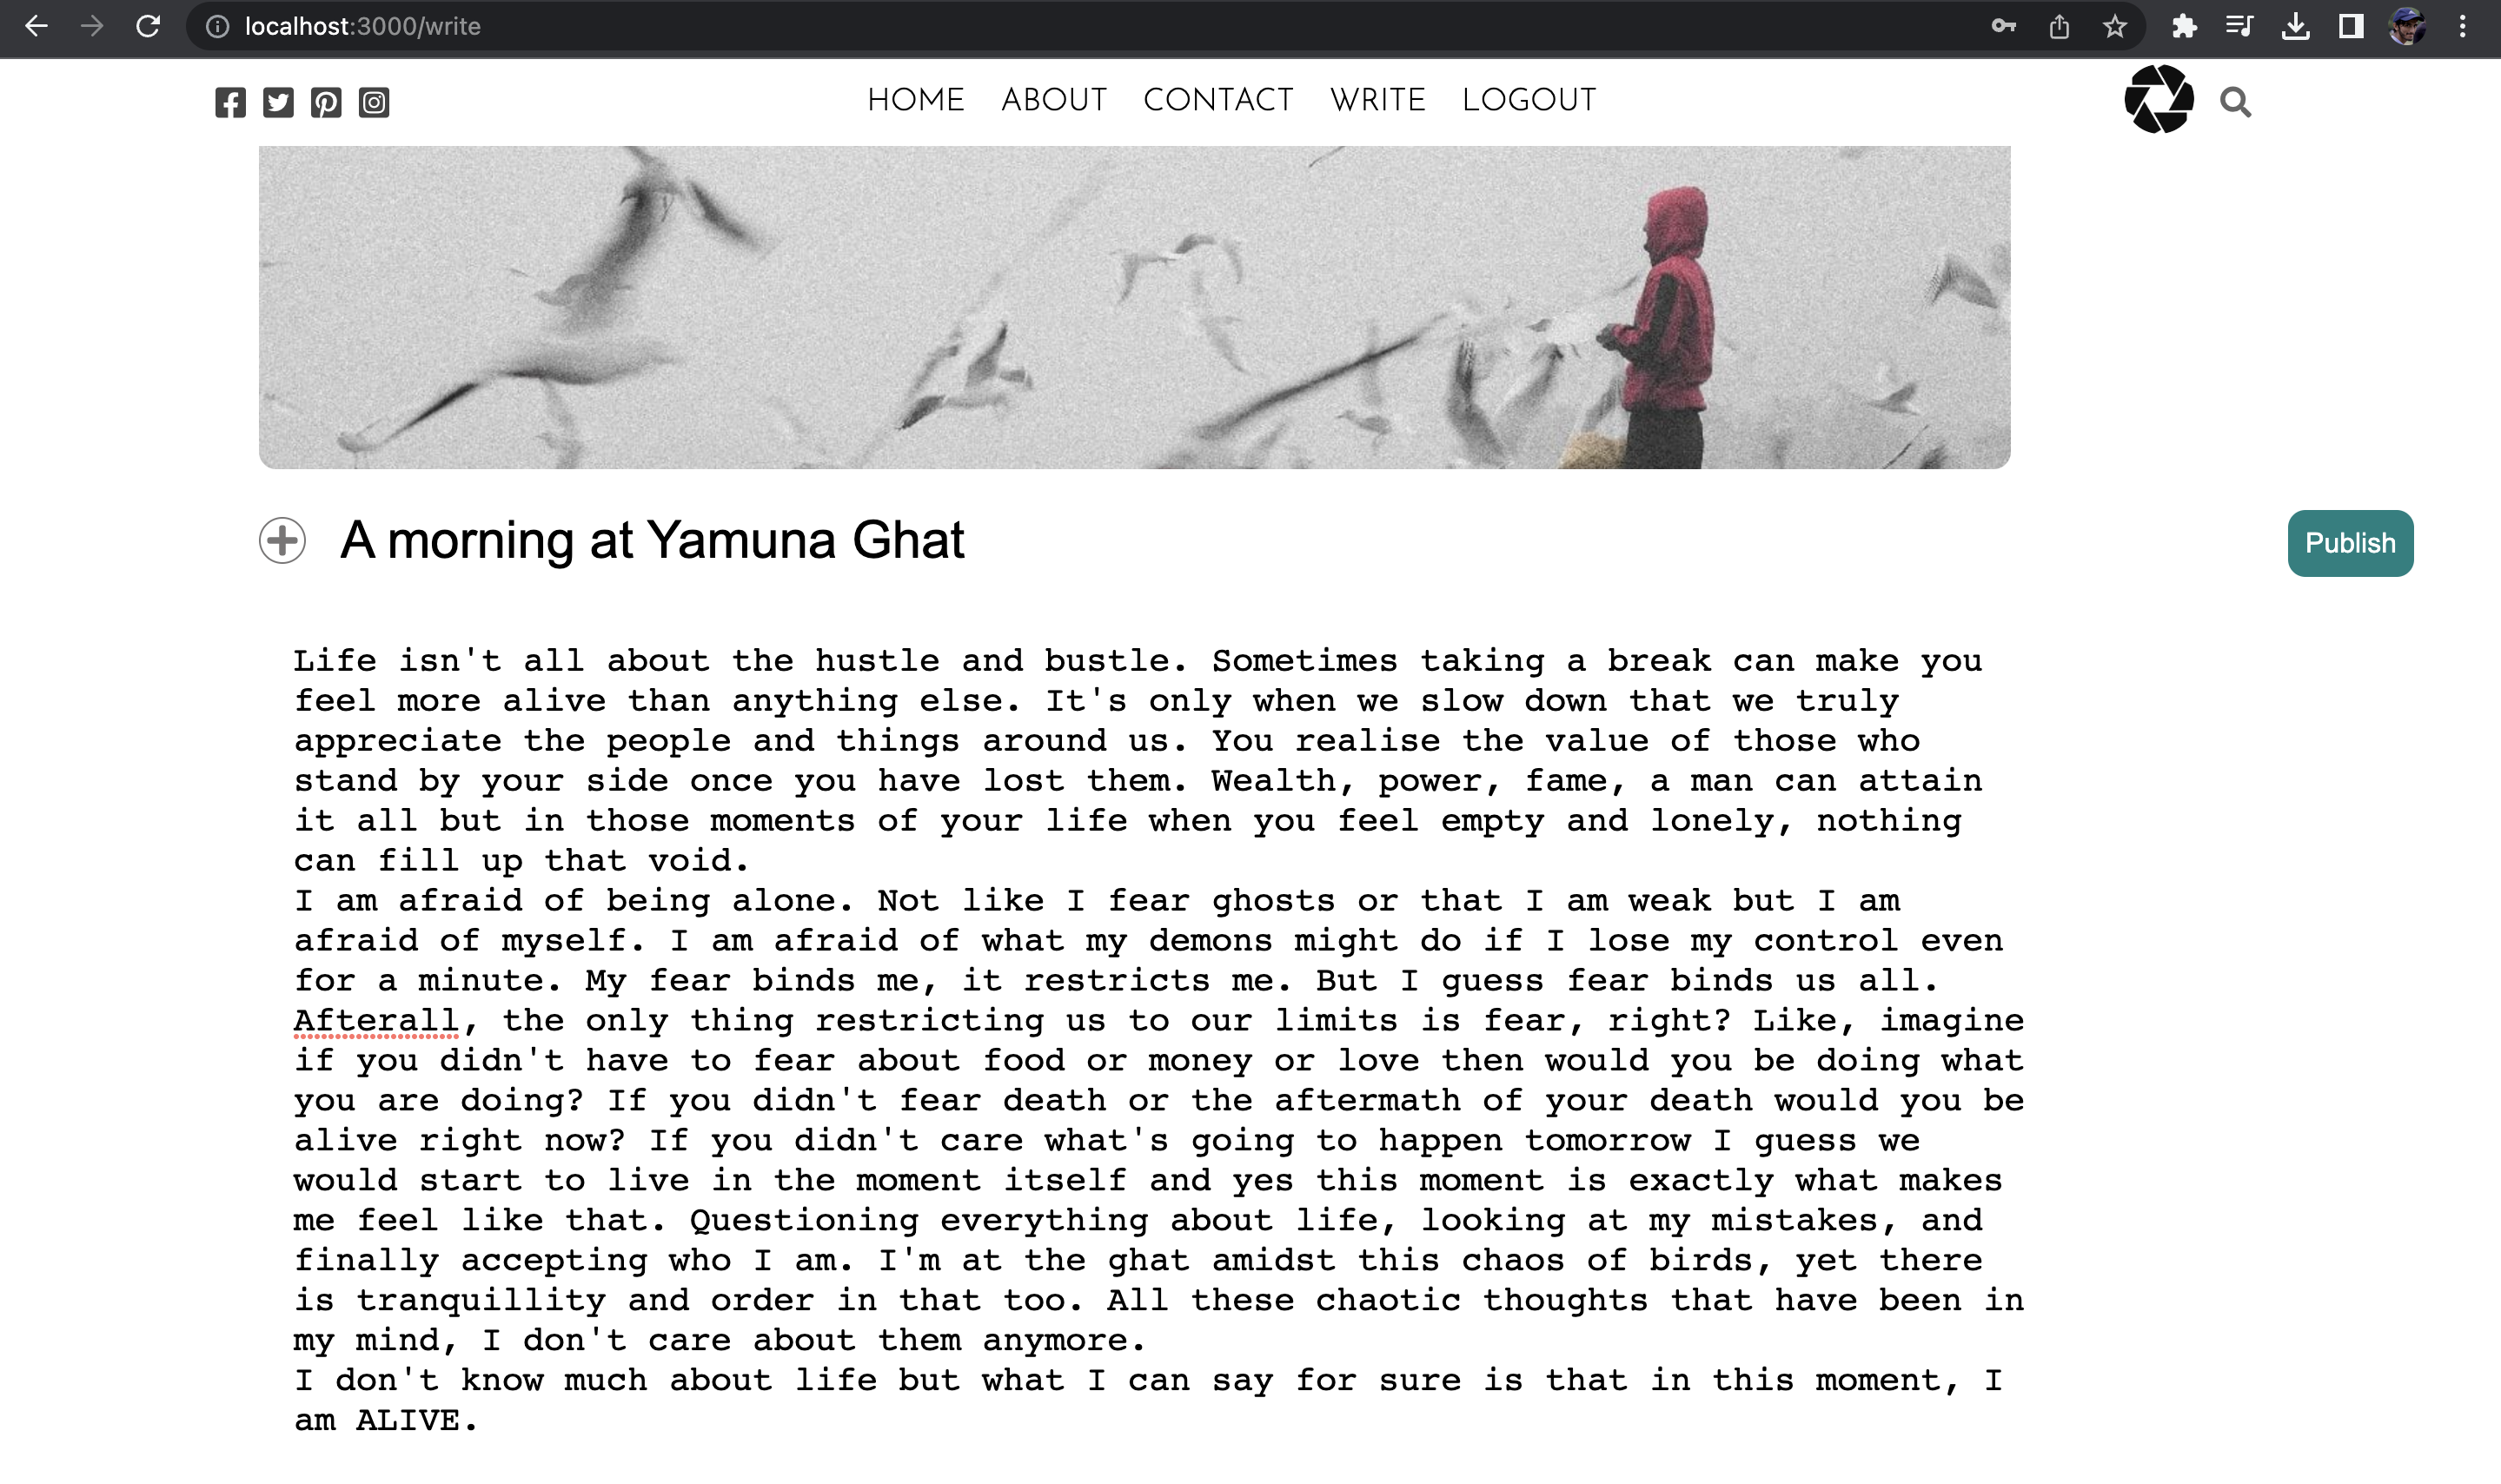 localhost:3000/write
HOME ABOUT CONTACT WRITE LOGOUT
A morning at Yamuna Ghat
Publish
Life isn't all about the hustle and bustle. Sometimes taking a break can make you
feel more alive than anything else. It's only when we slow down that we truly
appreciate the people and things around us. You realise the value of those who
stand by your side once you have lost them. Wealth, power, fame, a man can attain
it all but in those moments of your life when you feel empty and lonely, nothing
can fill up that void.
I am afraid of being alone. Not like I fear ghosts or that I am weak but I am
afraid of myself. I am afraid of what my demons might do if I lose my control even
for a minute. My fear binds me, it restricts me. But I guess fear binds us all.
Afterall, the only thing restricting us to our limits is fear, right? Like, imagine
if you didn't have to fear about food or money or love then would you be doing what
you are doing? If you didn't fear death or the aftermath of your death would you be
alive right now? If you didn't care what's going to happen tomorrow I guess we
would start to live in the moment itself and yes this moment is exactly what makes
me feel like that. Questioning everything about life, looking at my mistakes, and
finally accepting who I am. I'm at the ghat amidst this chaos of birds, yet there
is tranquillity and order in that too. All these chaotic thoughts that have been in
my mind, I don't care about them anymore.
I don't know much about life but what I can say for sure is that in this moment, I
am ALIVE.